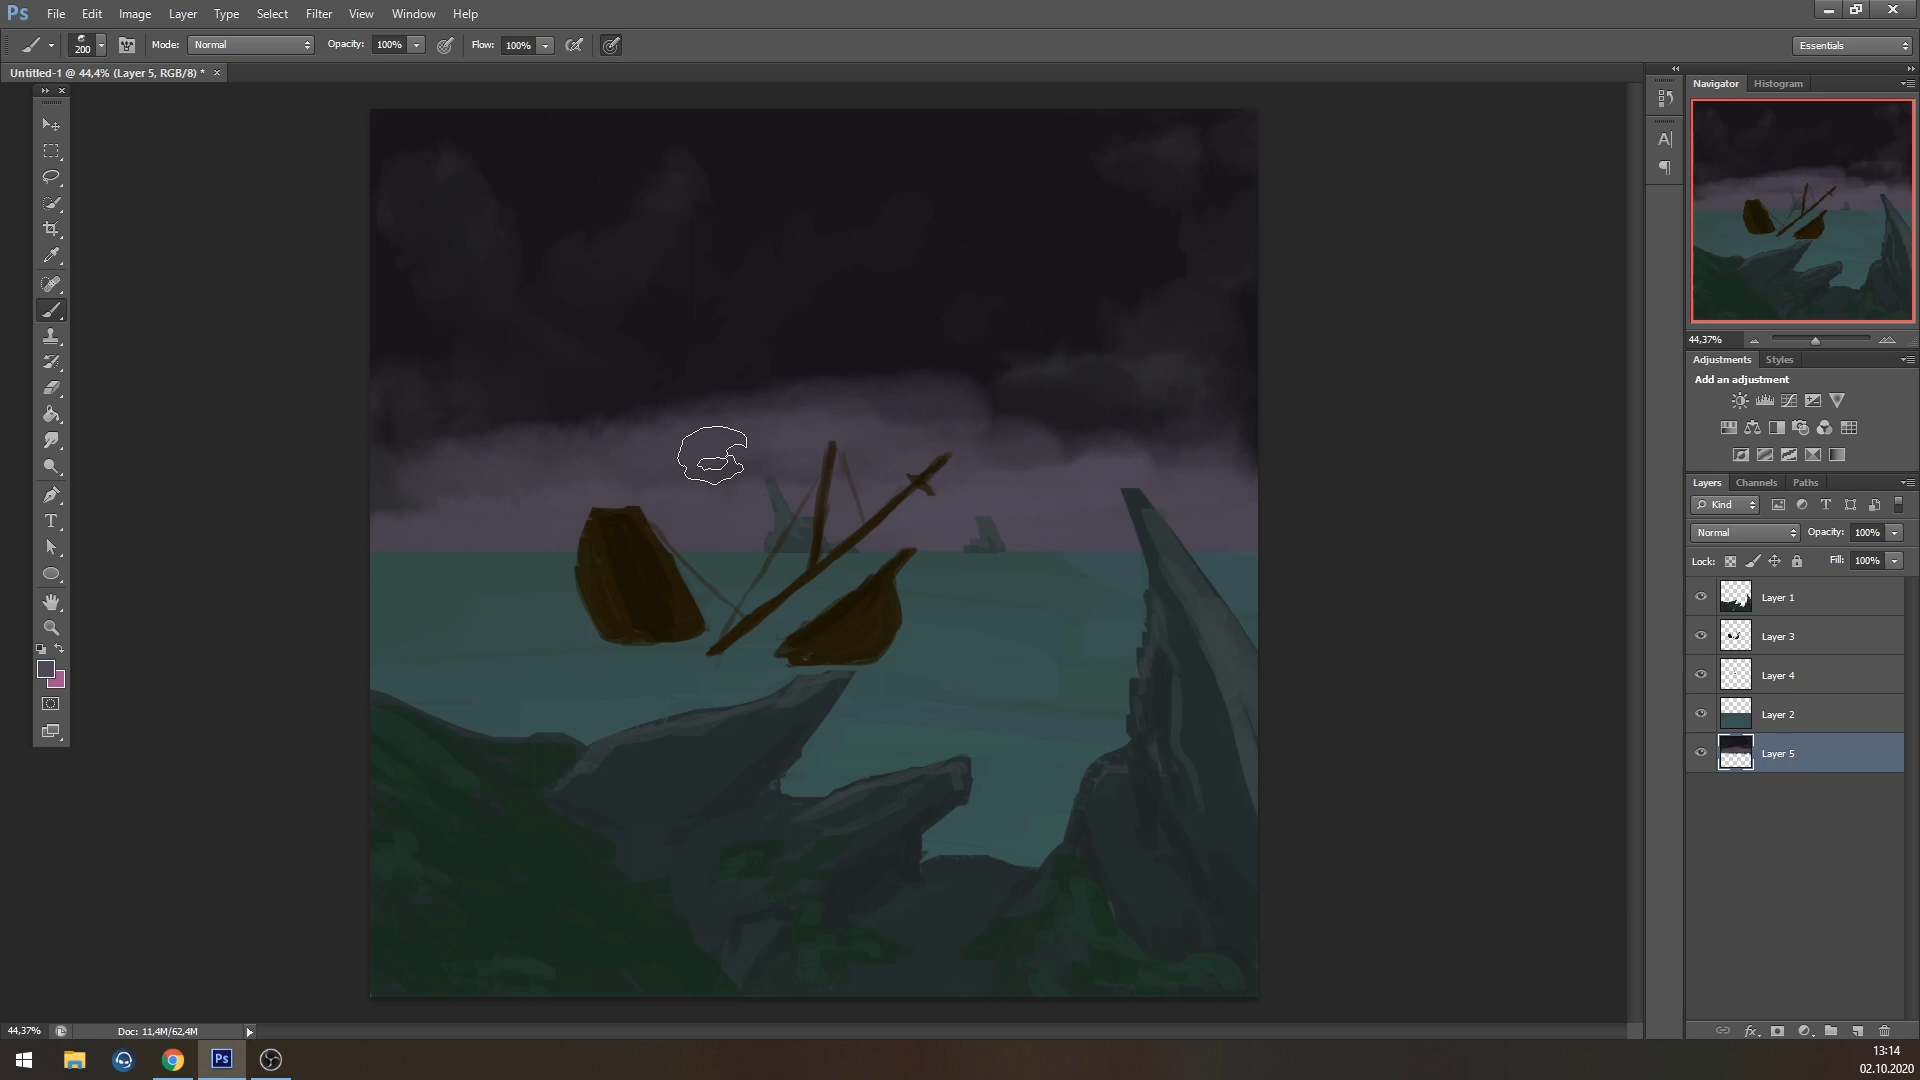 Ps File Edit Image Layer Type Select Filter View Window Help
200 Mode: Normal Opacity: 100% Flow: 100% Essentials
Untitled-1 @ 44,4% (Layer 5, RGB/8) * ×
Navigator Histogram
44,37%
Adjustments Styles
Add an adjustment
Layers Channels Paths
Kind
Normal Opacity: 100%
Lock: Fill: 100%
Layer 1
Layer 3
Layer 4
Layer 2
Layer 5
44,37% Doc: 11,4M/62,4M
Ps
13:14
02.10.2020